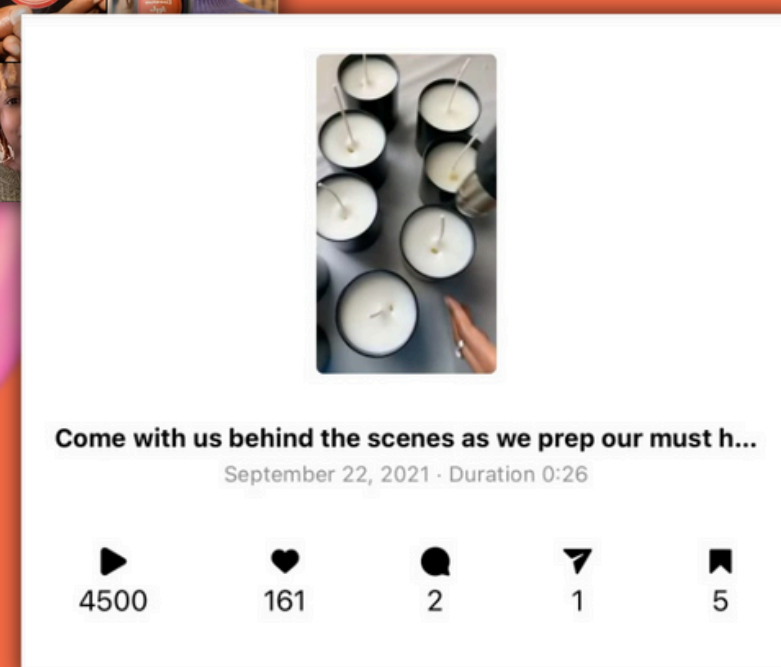 Come with us behind the scenes as we prep our must h...
September 22, 2021 · Duration 0:26
4500 161 2 1 5